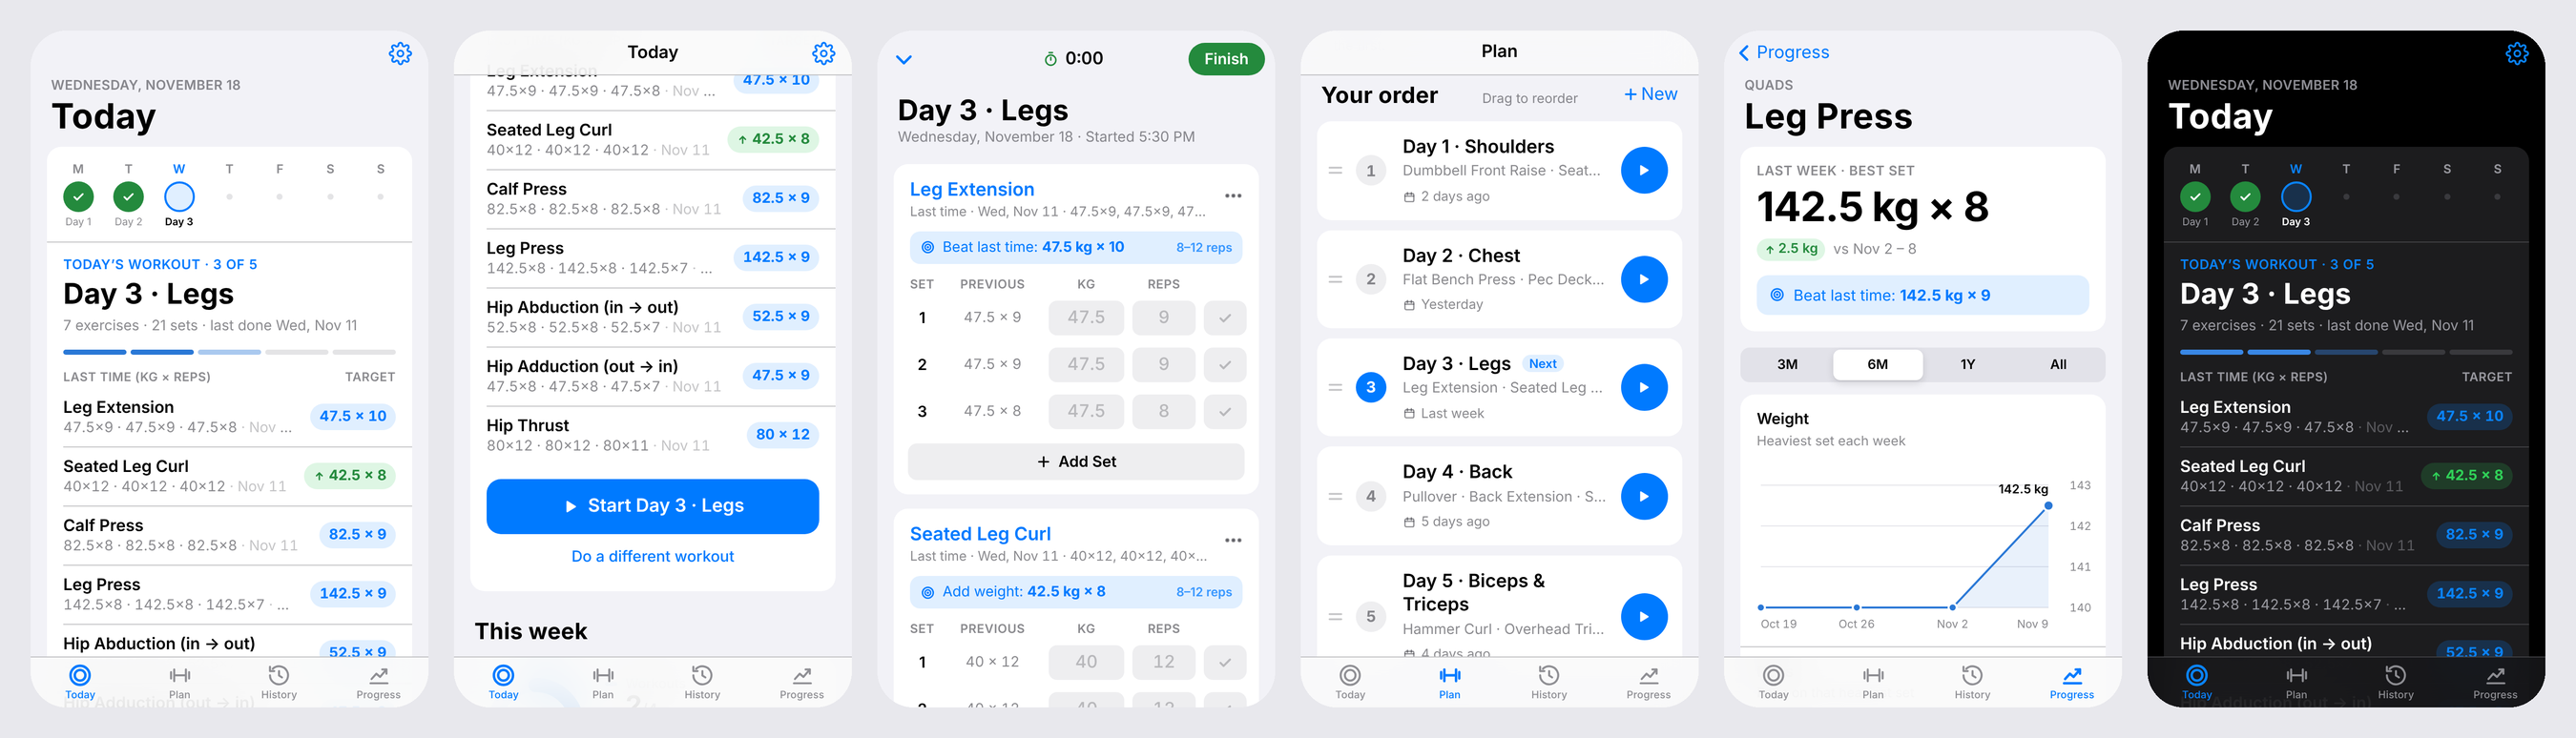 WEDNESDAY, NOVEMBER 18
Today
M T W T F S S
Day 1 Day 2 Day 3
TODAY'S WORKOUT · 3 OF 5
Day 3 · Legs
7 exercises · 21 sets · last done Wed, Nov 11
LAST TIME (KG × REPS) TARGET
Leg Extension
47.5×9 · 47.5×9 · 47.5×8 · Nov ... 47.5 × 10
Seated Leg Curl
40×12 · 40×12 · 40×12 · Nov 11 ↑ 42.5 × 8
Calf Press
82.5×8 · 82.5×8 · 82.5×8 · Nov 11 82.5 × 9
Leg Press
142.5×8 · 142.5×8 · 142.5×7 · ... 142.5 × 9
Hip Abduction (in → out)
52.5 × 9
Hip Adduction (out → in)
Today Plan History Progress
Today
Leg Extension
47.5×9 · 47.5×9 · 47.5×8 · Nov ... 47.5 × 10
Seated Leg Curl
40×12 · 40×12 · 40×12 · Nov 11 ↑ 42.5 × 8
Calf Press
82.5×8 · 82.5×8 · 82.5×8 · Nov 11 82.5 × 9
Leg Press
142.5×8 · 142.5×8 · 142.5×7 · ... 142.5 × 9
Hip Abduction (in → out)
52.5×8 · 52.5×8 · 52.5×7 · Nov 11 52.5 × 9
Hip Adduction (out → in)
47.5×8 · 47.5×8 · 47.5×7 · Nov 11 47.5 × 9
Hip Thrust
80×12 · 80×12 · 80×11 · Nov 11 80 × 12
Start Day 3 · Legs
Do a different workout
This week
2
Today Plan History Progress
0:00 Finish
Day 3 · Legs
Wednesday, November 18 · Started 5:30 PM
Leg Extension
Last time · Wed, Nov 11 · 47.5×9, 47.5×9, 47...
Beat last time: 47.5 kg × 10 8–12 reps
SET PREVIOUS KG REPS
1 47.5 × 9 47.5 9
2 47.5 × 9 47.5 9
3 47.5 × 8 47.5 8
+ Add Set
Seated Leg Curl
Last time · Wed, Nov 11 · 40×12, 40×12, 40×...
Add weight: 42.5 kg × 8 8–12 reps
SET PREVIOUS KG REPS
1 40 × 12 40 12
2 40 × 12 40 12
Plan
Your order Drag to reorder + New
1 Day 1 · Shoulders
Dumbbell Front Raise · Seat...
2 days ago
2 Day 2 · Chest
Flat Bench Press · Pec Deck...
Yesterday
3 Day 3 · Legs Next
Leg Extension · Seated Leg ...
Last week
4 Day 4 · Back
Pullover · Back Extension · S...
5 days ago
5 Day 5 · Biceps &
Triceps
Hammer Curl · Overhead Tri...
4 days ago
Today Plan History Progress
Progress
QUADS
Leg Press
LAST WEEK · BEST SET
142.5 kg × 8
↑ 2.5 kg vs Nov 2 – 8
Beat last time: 142.5 kg × 9
3M 6M 1Y All
Weight
Heaviest set each week
142.5 kg 143
142
141
140
Oct 19 Oct 26 Nov 2 Nov 9
Today Plan History Progress
WEDNESDAY, NOVEMBER 18
Today
M T W T F S S
Day 1 Day 2 Day 3
TODAY'S WORKOUT · 3 OF 5
Day 3 · Legs
7 exercises · 21 sets · last done Wed, Nov 11
LAST TIME (KG × REPS) TARGET
Leg Extension
47.5×9 · 47.5×9 · 47.5×8 · Nov ... 47.5 × 10
Seated Leg Curl
40×12 · 40×12 · 40×12 · Nov 11 ↑ 42.5 × 8
Calf Press
82.5×8 · 82.5×8 · 82.5×8 · Nov 11 82.5 × 9
Leg Press
142.5×8 · 142.5×8 · 142.5×7 · ... 142.5 × 9
Hip Abduction (in → out)
52.5 × 9
Hip Adduction (out → in)
Today Plan History Progress